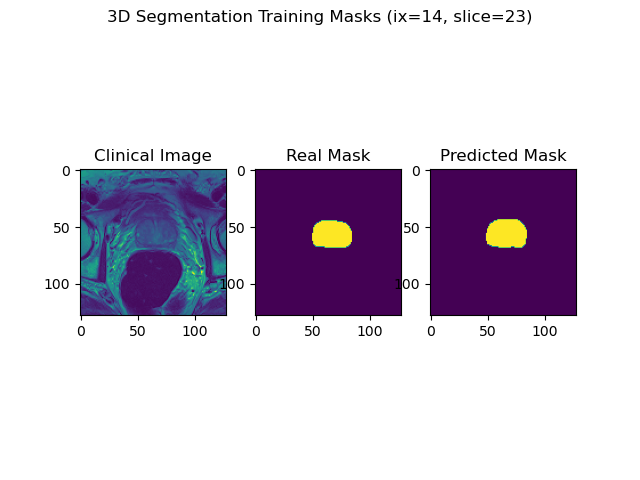 3D Segmentation Training Masks (ix=14, slice=23)
Clinical Image Real Mask Predicted Mask
0 0 0
50 50 50
100 100 100
0 50 100 0 50 100 0 50 100